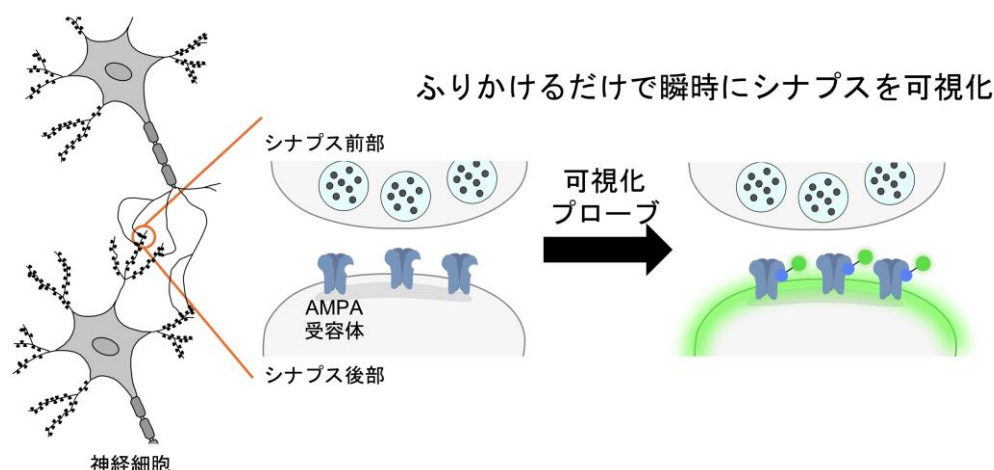 ふりかけるだけで瞬時にシナプスを可視化
シナプス前部
可視化
プローブ
AMPA
受容体
シナプス後部
神経細胞